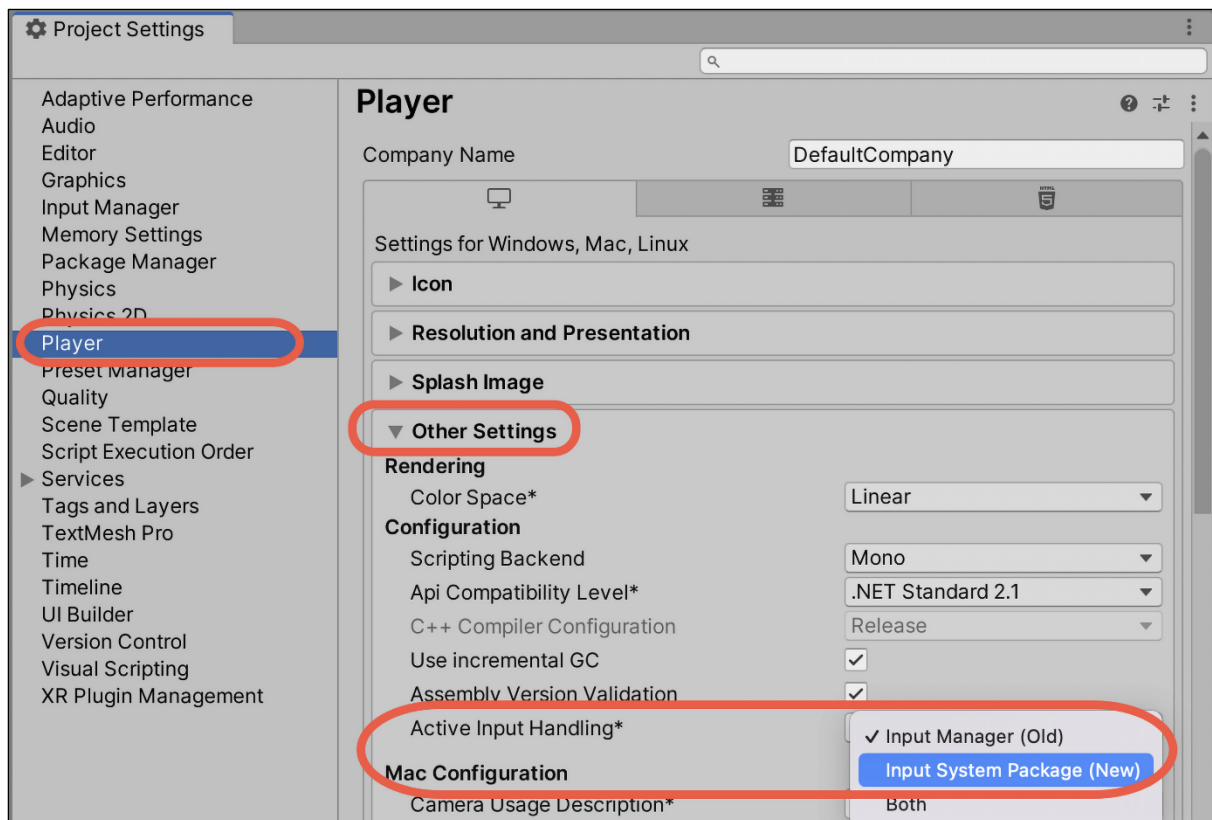 Project Settings
Adaptive Performance
Audio
Editor
Graphics
Input Manager
Memory Settings
Package Manager
Physics
Physics 2D
Player
Preset Manager
Quality
Scene Template
Script Execution Order
Services
Tags and Layers
TextMesh Pro
Time
Timeline
UI Builder
Version Control
Visual Scripting
XR Plugin Management
Player
Company Name DefaultCompany
HTML 5
Settings for Windows, Mac, Linux
Icon
Resolution and Presentation
Splash Image
Other Settings
Rendering
Color Space* Linear
Configuration
Scripting Backend Mono
Api Compatibility Level* .NET Standard 2.1
C++ Compiler Configuration Release
Use incremental GC
Assembly Version Validation
Active Input Handling*
Input Manager (Old)
Input System Package (New)
Both
Mac Configuration
Camera Usage Description*